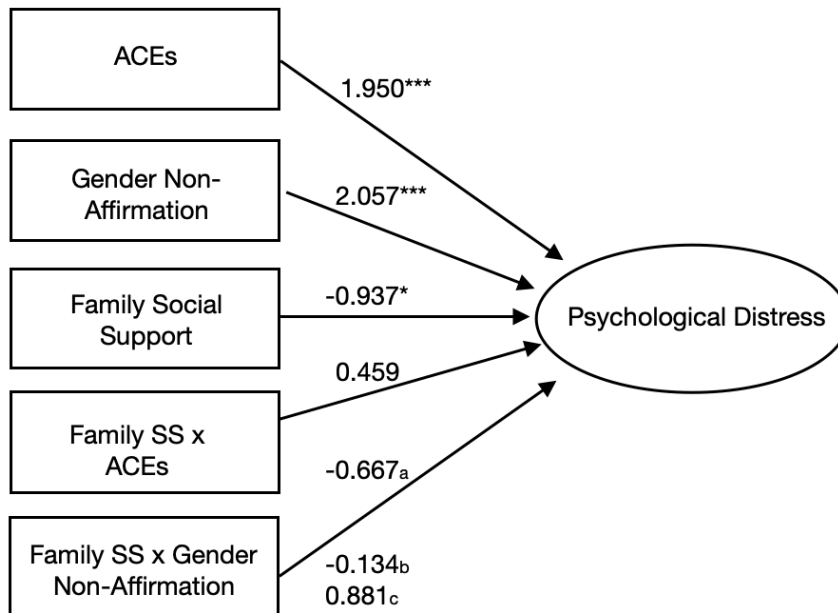 ACEs
1.950***
Gender Non-
Affirmation
2.057***
Family Social
Support
-0.937*
Psychological Distress
0.459
Family SS x
ACEs
-0.667a
Family SS x Gender
Non-Affirmation
-0.134b
0.881c